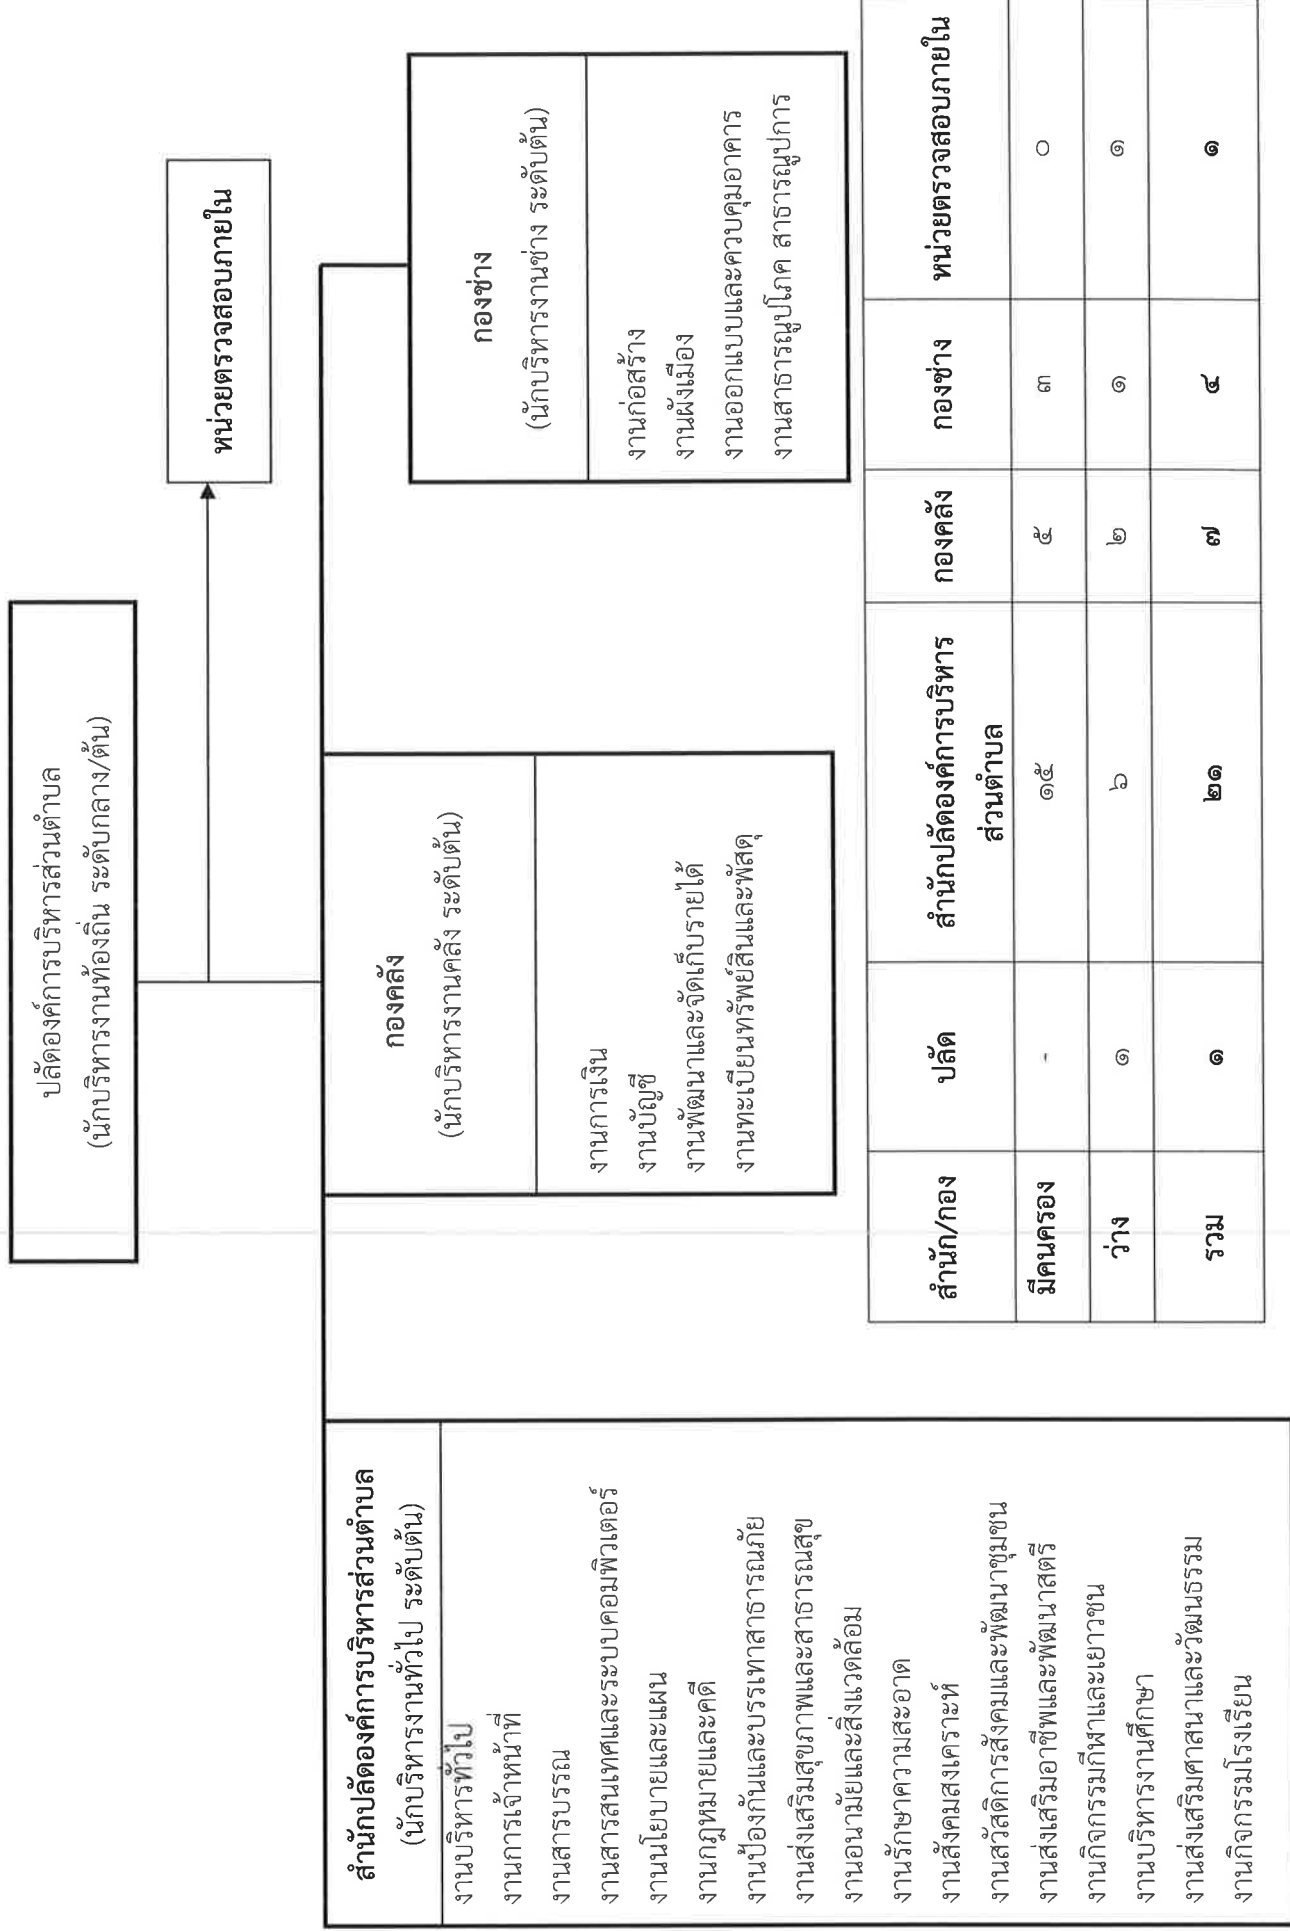 ปลัดองค์การบริหารส่วนตำบล
(นักบริหารงานท้องถิ่น ระดับกลาง/ต้น)
หน่วยตรวจสอบภายใน
สำนักปลัดองค์การบริหารส่วนตำบล
(นักบริหารงานทั่วไป ระดับต้น)
งานบริหารทั่วไป
งานการเจ้าหน้าที่
งานสารบรรณ
งานสารสนเทศและระบบคอมพิวเตอร์
งานนโยบายและแผน
งานกฎหมายและคดี
งานป้องกันและบรรเทาสาธารณภัย
งานส่งเสริมสุขภาพและสาธารณสุข
งานอนามัยและสิ่งแวดล้อม
งานรักษาความสะอาด
งานสังคมสงเคราะห์
งานสวัสดิการสังคมและพัฒนาชุมชน
งานส่งเสริมอาชีพและพัฒนาสตรี
งานกิจกรรมกีฬาและเยาวชน
งานบริหารงานศึกษา
งานส่งเสริมศาสนาและวัฒนธรรม
งานกิจกรรมโรงเรียน
กองคลัง
(นักบริหารงานคลัง ระดับต้น)
งานการเงิน
งานบัญชี
งานพัฒนาและจัดเก็บรายได้
งานทะเบียนทรัพย์สินและพัสดุ
กองช่าง
(นักบริหารงานช่าง ระดับต้น)
งานก่อสร้าง
งานผังเมือง
งานออกแบบและควบคุมอาคาร
งานสาธารณูปโภค สาธารณูปการ
สำนัก/กอง ปลัด สำนักปลัดองค์การบริหาร กองคลัง กองช่าง หน่วยตรวจสอบภายใน
ส่วนตำบล
มีคนครอง - ๑๕ ๕ ๓ ๐
ว่าง ๑ ๖ ๒ ๑ ๑
รวม ๑ ๒๑ ๗ ๔ ๑